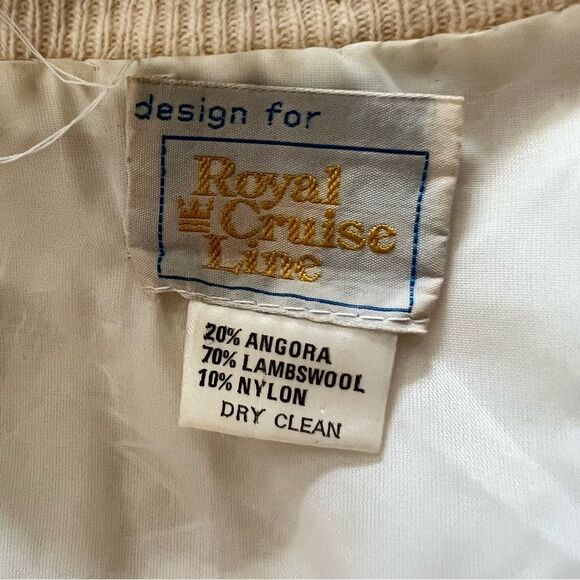 design for
Royal
Cruise
Line
20% ANGORA
70% LAMBSWOOL
10% NYLON
DRY CLEAN